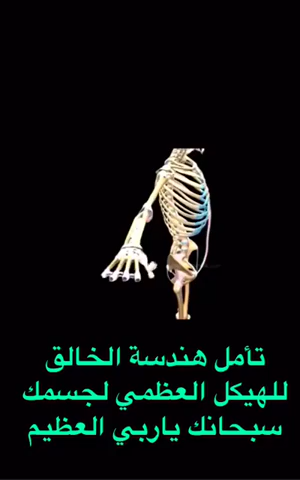 تأمل هندسة الخالق
للهيكل العظمي لجسمك
سبحانك ياربي العظيم